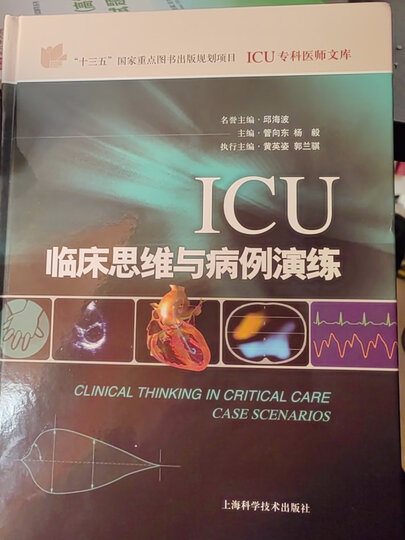 “十三五”国家重点图书出版规划项目 ICU专科医师文库
名誉主编·邱海波
主编·管向东 杨毅
执行主编·黄英姿 郭兰骐
ICU
临床思维与病例演练
CLINICAL THINKING IN CRITICAL CARE
CASE SCENARIOS
上海科学技术出版社